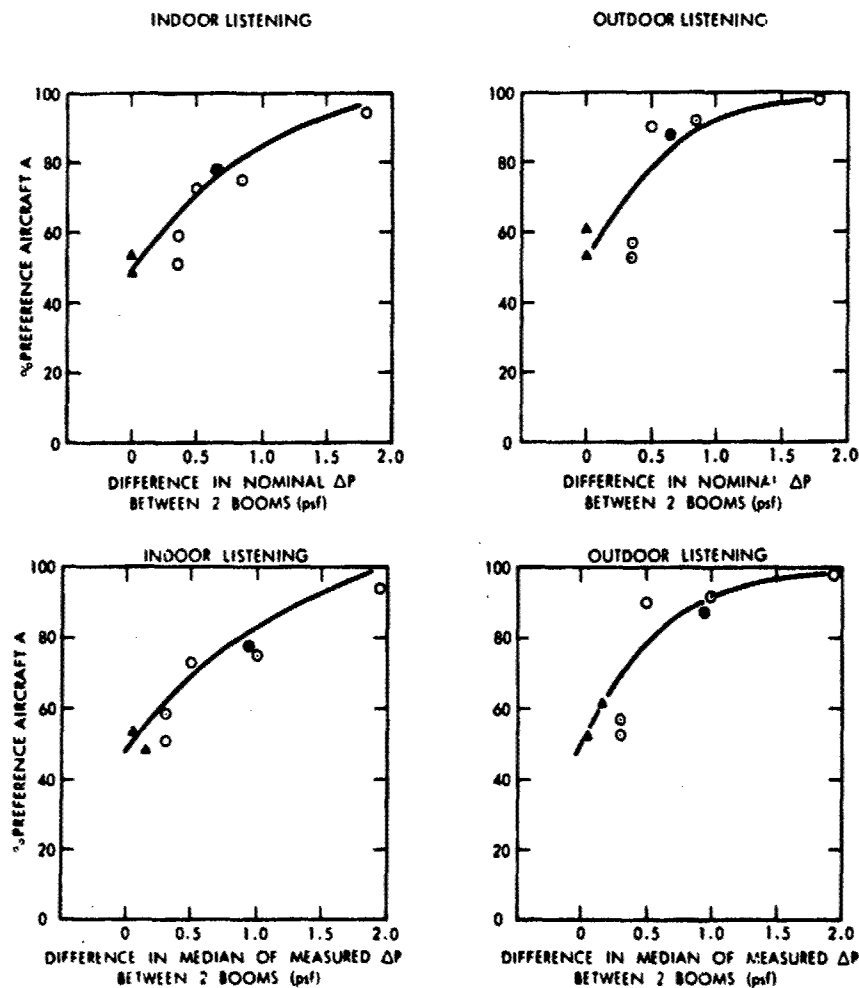 INDOOR LISTENING
OUTDOOR LISTENING
100
80
60
40
20
0
% PREFERENCE AIRCRAFT A
0 0.5 1.0 1.5 2.0
DIFFERENCE IN NOMINAL ΔP
BETWEEN 2 BOOMS (psf)
100
80
60
40
20
0
0 0.5 1.0 1.5 2.0
DIFFERENCE IN NOMINAL ΔP
BETWEEN 2 BOOMS (psf)
INDOOR LISTENING
100
80
60
40
20
0
% PREFERENCE AIRCRAFT A
0 0.5 1.0 1.5 2.0
DIFFERENCE IN MEDIAN OF MEASURED ΔP
BETWEEN 2 BOOMS (psf)
OUTDOOR LISTENING
100
80
60
40
20
0
0 0.5 1.0 1.5 2.0
DIFFERENCE IN MEDIAN OF MEASURED ΔP
BETWEEN 2 BOOMS (psf)